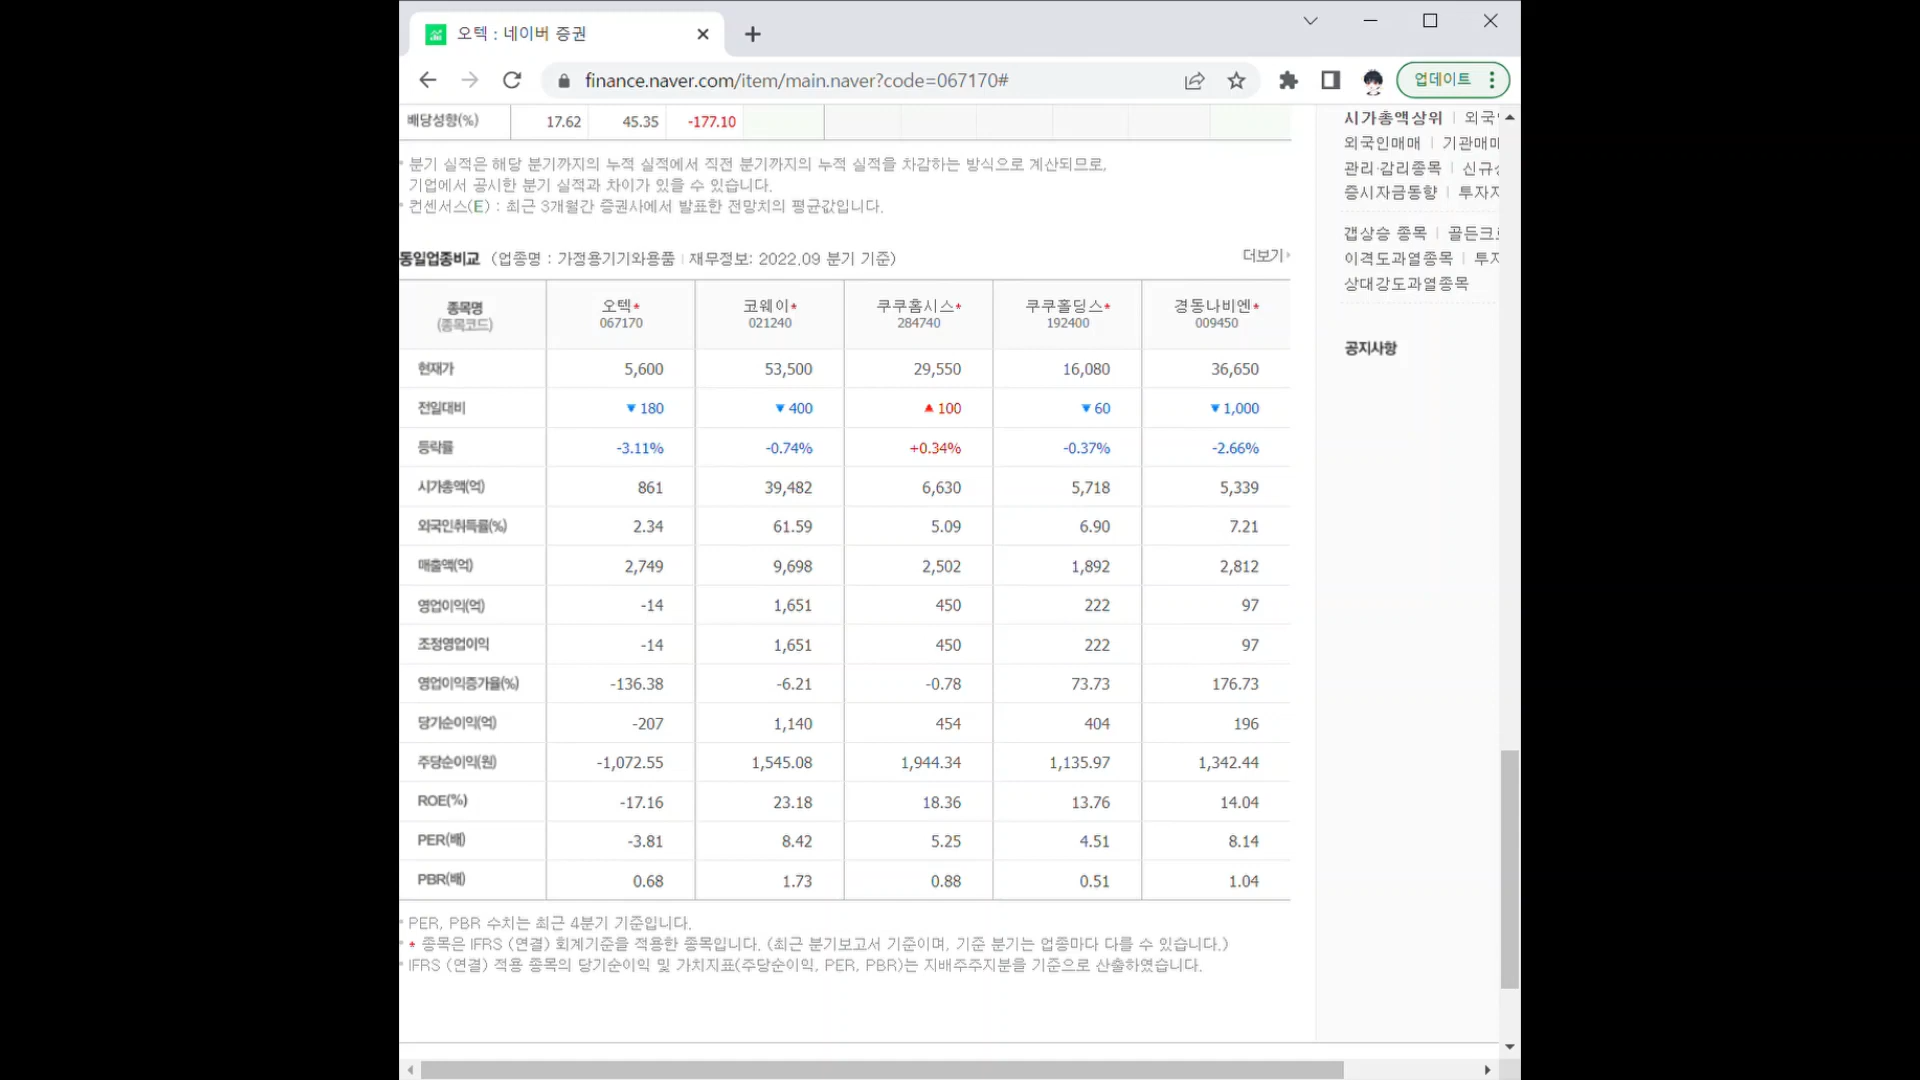 오텍 : 네이버 증권
finance.naver.com/item/main.naver?code=067170#
업데이트
배당성향(%) 17.62 45.35 -177.10
* 분기 실적은 해당 분기까지의 누적 실적에서 직전 분기까지의 누적 실적을 차감하는 방식으로 계산되므로,
기업에서 공시한 분기 실적과 차이가 있을 수 있습니다.
* 컨센서스(E) : 최근 3개월간 증권사에서 발표한 전망치의 평균값입니다.
동일업종비교 (업종명 : 가정용기기와용품 | 재무정보: 2022.09 분기 기준) 더보기
종목명 오텍* 코웨이* 쿠쿠홈시스* 쿠쿠홀딩스* 경동나비엔*
(종목코드) 067170 021240 284740 192400 009450
현재가 5,600 53,500 29,550 16,080 36,650
전일대비 ▼180 ▼400 ▲100 ▼60 ▼1,000
등락률 -3.11% -0.74% +0.34% -0.37% -2.66%
시가총액(억) 861 39,482 6,630 5,718 5,339
외국인취득률(%) 2.34 61.59 5.09 6.90 7.21
매출액(억) 2,749 9,698 2,502 1,892 2,812
영업이익(억) -14 1,651 450 222 97
조정영업이익 -14 1,651 450 222 97
영업이익증가율(%) -136.38 -6.21 -0.78 73.73 176.73
당기순이익(억) -207 1,140 454 404 196
주당순이익(원) -1,072.55 1,545.08 1,944.34 1,135.97 1,342.44
ROE(%) -17.16 23.18 18.36 13.76 14.04
PER(배) -3.81 8.42 5.25 4.51 8.14
PBR(배) 0.68 1.73 0.88 0.51 1.04
* PER, PBR 수치는 최근 4분기 기준입니다.
* * 종목은 IFRS (연결) 회계기준을 적용한 종목입니다. (최근 분기보고서 기준이며, 기준 분기는 업종마다 다를 수 있습니다.)
* IFRS (연결) 적용 종목의 당기순이익 및 가치지표(주당순이익, PER, PBR)는 지배주주지분을 기준으로 산출하였습니다.
시가총액상위 | 외국
외국인매매 | 기관매매
관리·감리종목 | 신규
증시자금동향 | 투자자
갭상승 종목 | 골든크
이격도과열종목 | 투자
상대강도과열종목
공지사항